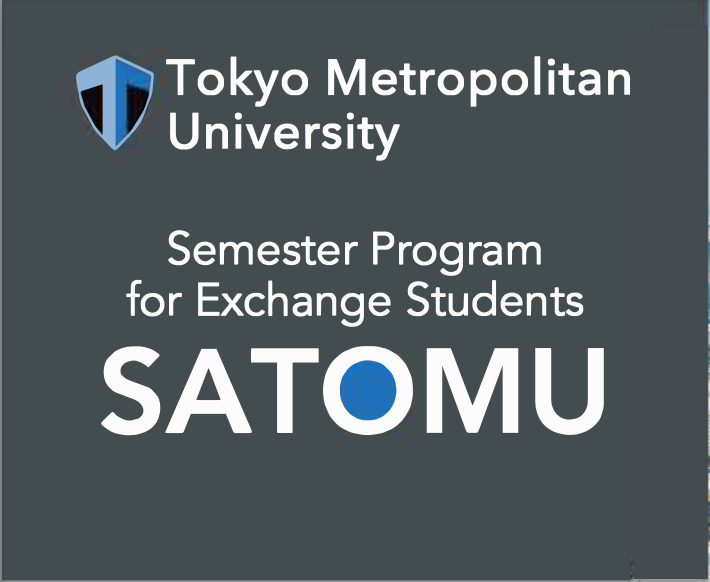 Tokyo Metropolitan
University
Semester Program
for Exchange Students
SATOMU